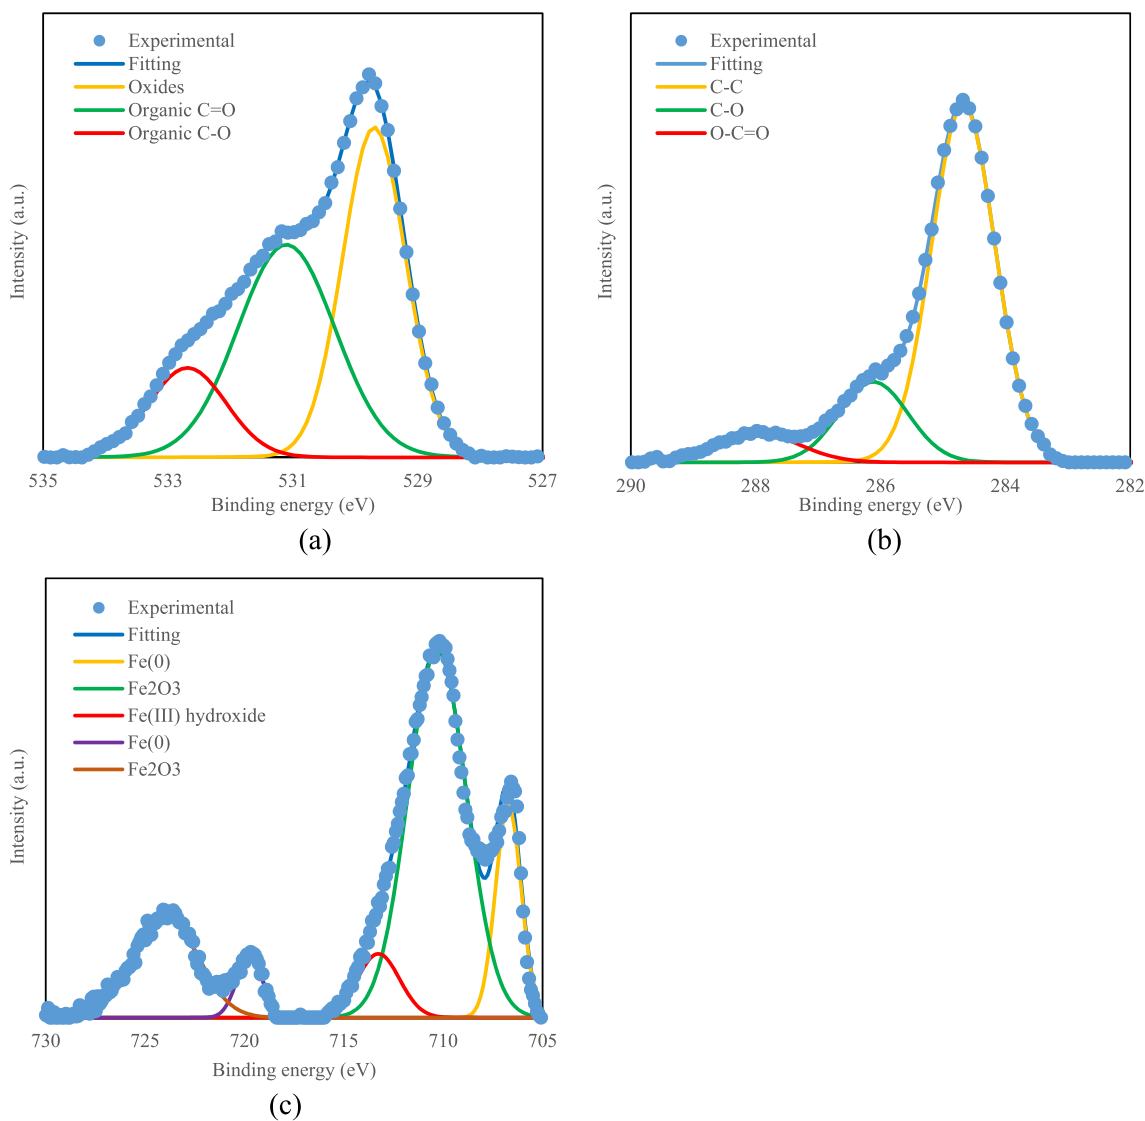 Experimental
Fitting
Oxides
Organic C=O
Organic C-O
Intensity (a.u.)
535 533 531 529 527
Binding energy (eV)
(a)
Experimental
Fitting
C-C
C-O
O-C=O
Intensity (a.u.)
290 288 286 284 282
Binding energy (eV)
(b)
Experimental
Fitting
Fe(0)
Fe2O3
Fe(III) hydroxide
Fe(0)
Fe2O3
Intensity (a.u.)
730 725 720 715 710 705
Binding energy (eV)
(c)